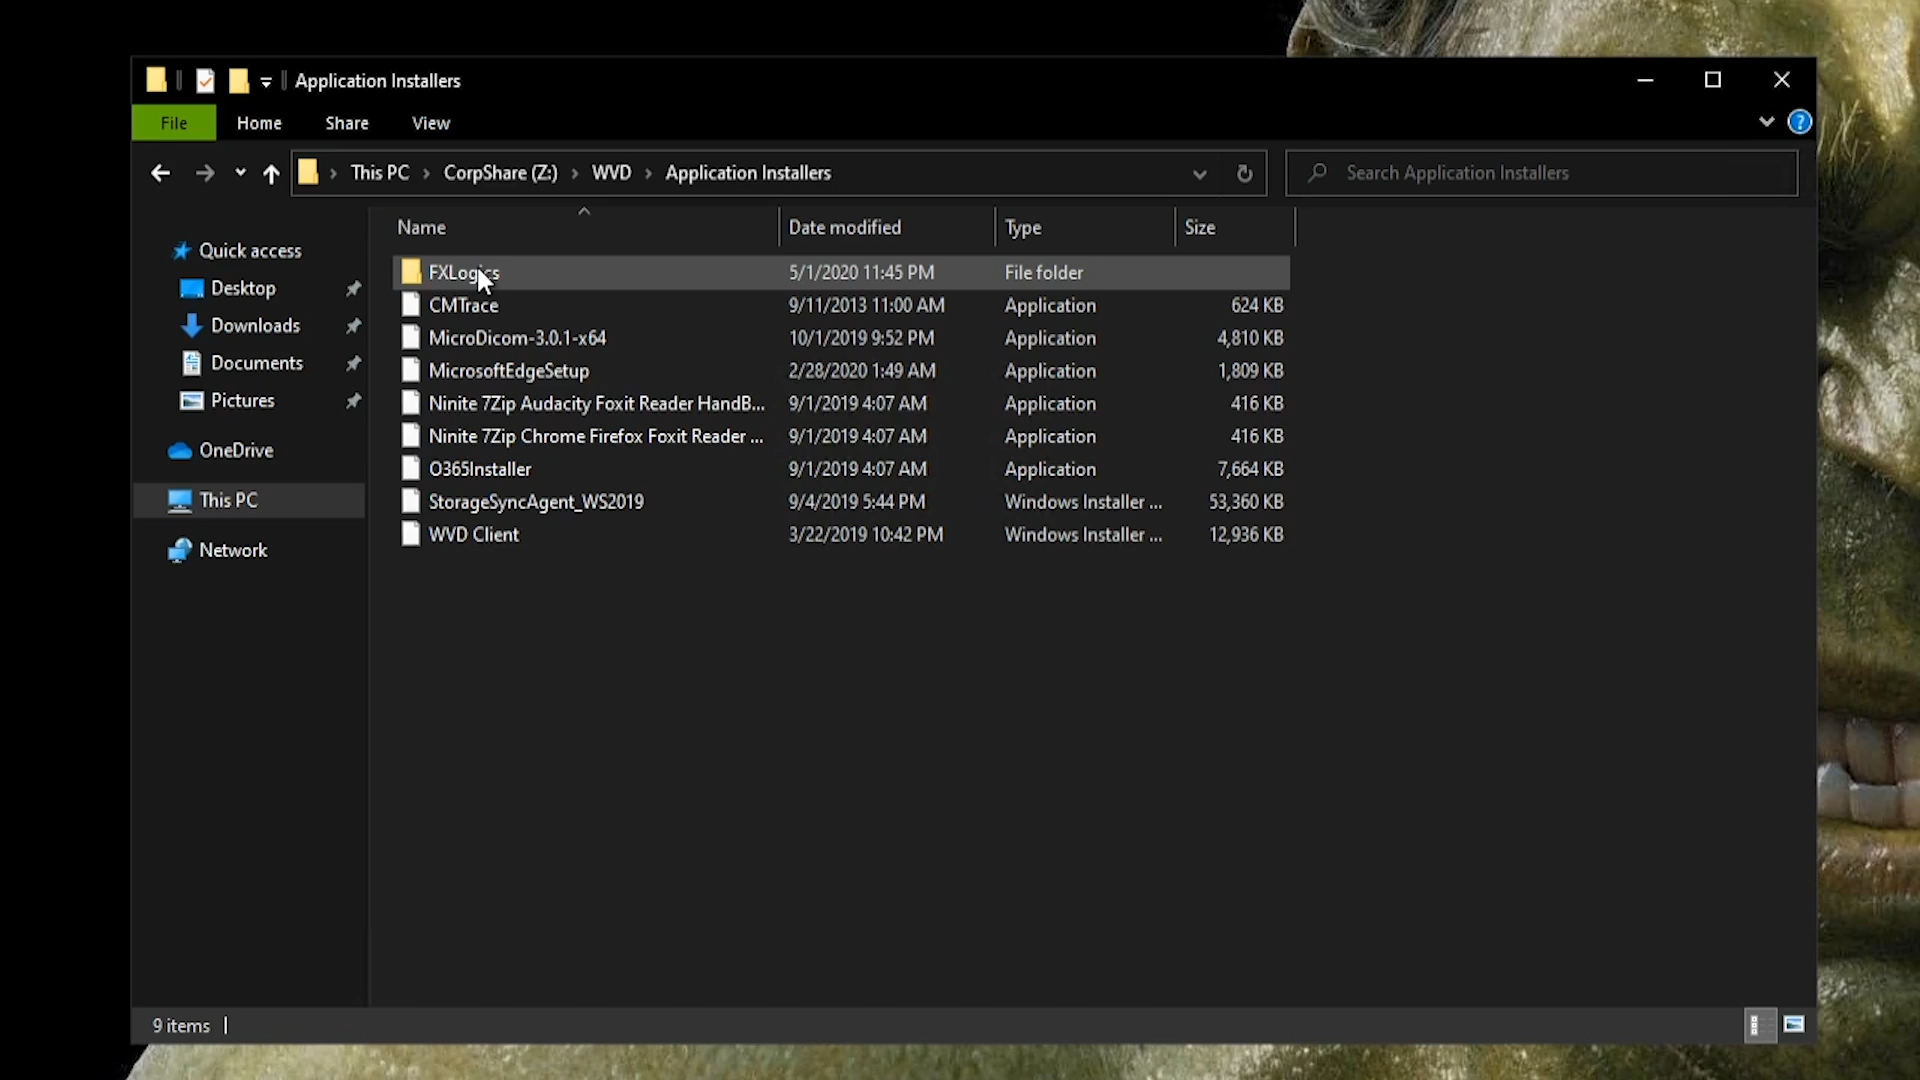 Application Installers
File Home Share View
This PC › CorpShare (Z:) › WVD › Application Installers
Search Application Installers
Name Date modified Type Size
Quick access
Desktop
Downloads
Documents
Pictures
OneDrive
This PC
Network
FXLogics 5/1/2020 11:45 PM File folder
CMTrace 9/11/2013 11:00 AM Application 624 KB
MicroDicom-3.0.1-x64 10/1/2019 9:52 PM Application 4,810 KB
MicrosoftEdgeSetup 2/28/2020 1:49 AM Application 1,809 KB
Ninite 7Zip Audacity Foxit Reader HandB... 9/1/2019 4:07 AM Application 416 KB
Ninite 7Zip Chrome Firefox Foxit Reader ... 9/1/2019 4:07 AM Application 416 KB
O365Installer 9/1/2019 4:07 AM Application 7,664 KB
StorageSyncAgent_WS2019 9/4/2019 5:44 PM Windows Installer ... 53,360 KB
WVD Client 3/22/2019 10:42 PM Windows Installer ... 12,936 KB
9 items